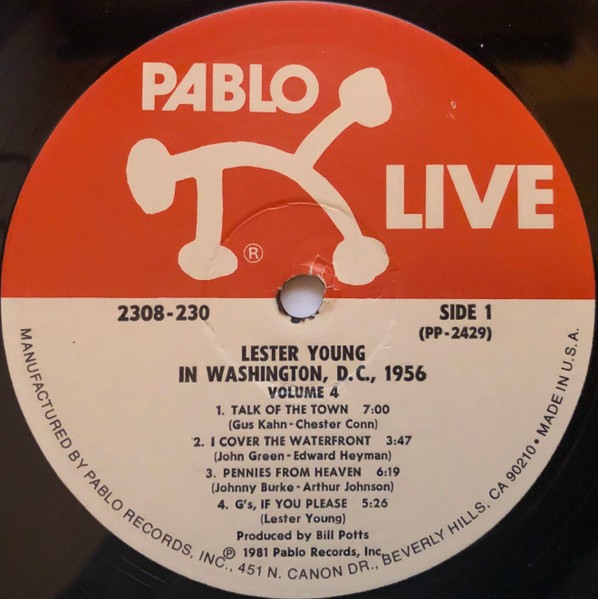 PABLO
LIVE
®
2308-230
SIDE 1
(PP-2429)
LESTER YOUNG
IN WASHINGTON, D.C., 1956
VOLUME 4
1. TALK OF THE TOWN 7:00
(Gus Kahn-Chester Conn)
2. I COVER THE WATERFRONT 3:47
(John Green-Edward Heyman)
3. PENNIES FROM HEAVEN 6:19
(Johnny Burke-Arthur Johnson)
4. G's, IF YOU PLEASE 5:26
(Lester Young)
Produced by Bill Potts
℗ 1981 Pablo Records, Inc.
MANUFACTURED BY PABLO RECORDS, INC., 451 N. CANON DR., BEVERLY HILLS, CA 90210 • MADE IN U.S.A.